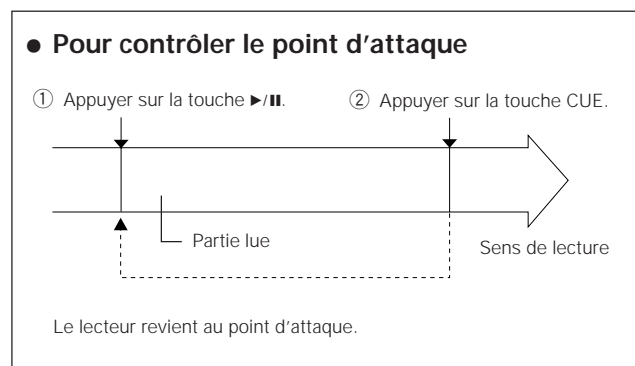 ● Pour contrôler le point d'attaque
① Appuyer sur la touche ►/II.
② Appuyer sur la touche CUE.
Partie lue
Sens de lecture
Le lecteur revient au point d'attaque.